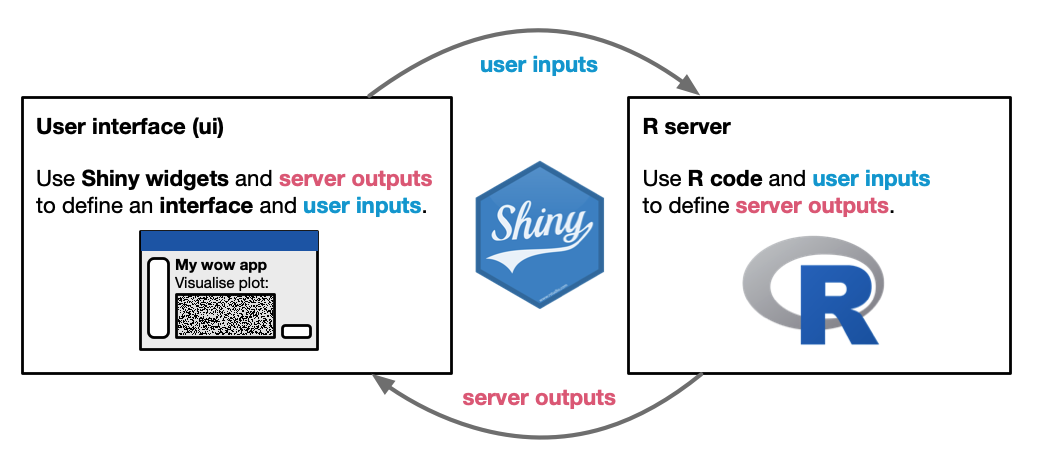 user inputs
User interface (ui)
Use Shiny widgets and server outputs
to define an interface and user inputs.
My wow app
Visualise plot:
Shiny
R server
Use R code and user inputs
to define server outputs.
R
server outputs